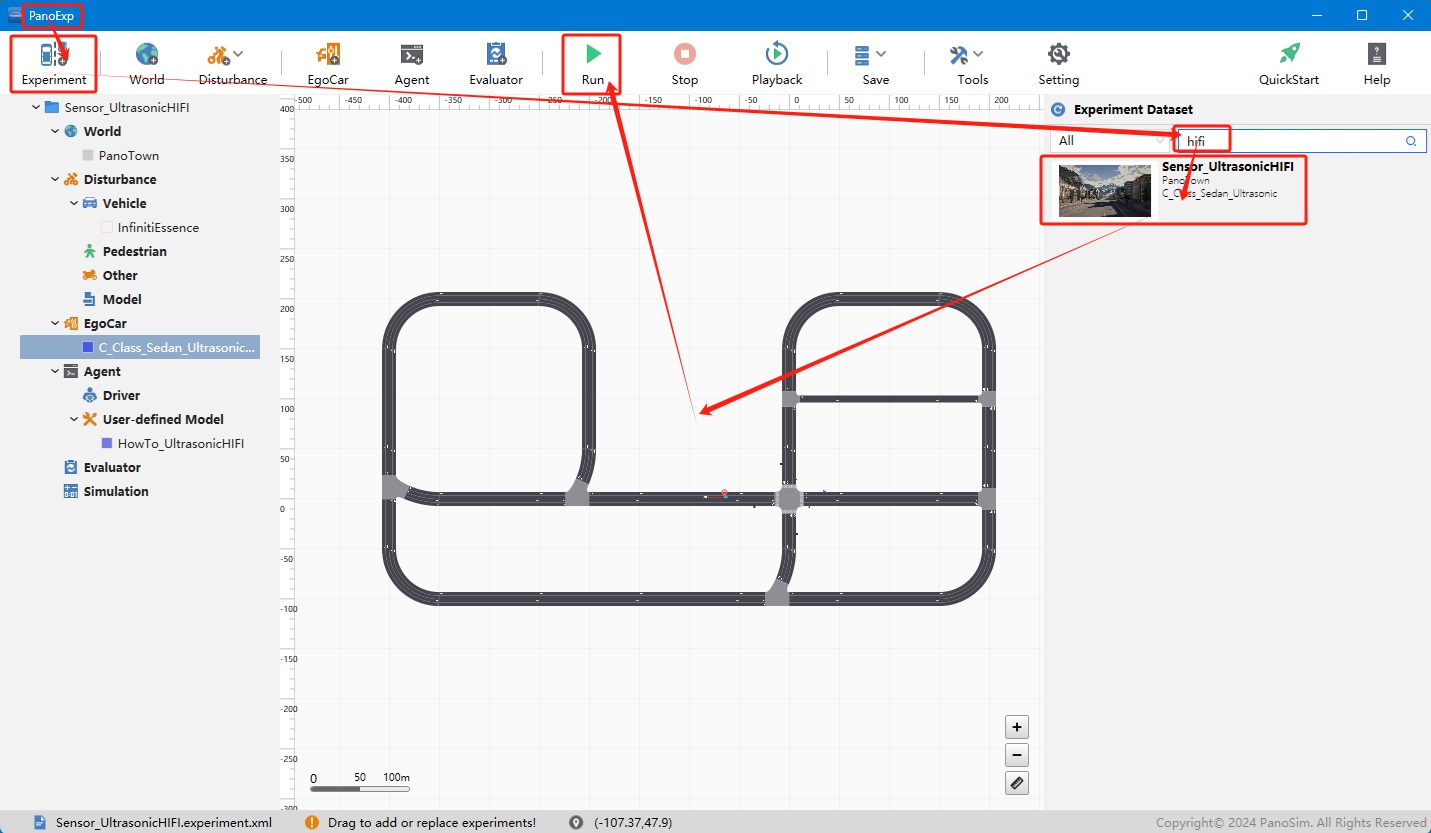 PanoExp
Experiment World Disturbance EgoCar Agent Evaluator Run Stop Playback Save Tools Setting QuickStart Help
Sensor_UltrasonicHIFI
World
PanoTown
Disturbance
Vehicle
InfinitiEssence
Pedestrian
Other
Model
EgoCar
C_Class_Sedan_Ultrasonic...
Agent
Driver
User-defined Model
HowTo_UltrasonicHIFI
Evaluator
Simulation
-500 -450 -400 -350 -300 -250 -200 -150 -100 -50 0 50 100 150 200
400
350
300
250
200
150
100
50
0
-50
-100
-150
-200
-250
-300
0 50 100m
+
−
Experiment Dataset
All
hifi
Sensor_UltrasonicHIFI
PanoTown
C_Class_Sedan_Ultrasonic
Sensor_UltrasonicHIFI.experiment.xml
Drag to add or replace experiments!
(-107.37,47.9)
Copyright© 2024 PanoSim. All Rights Reserved